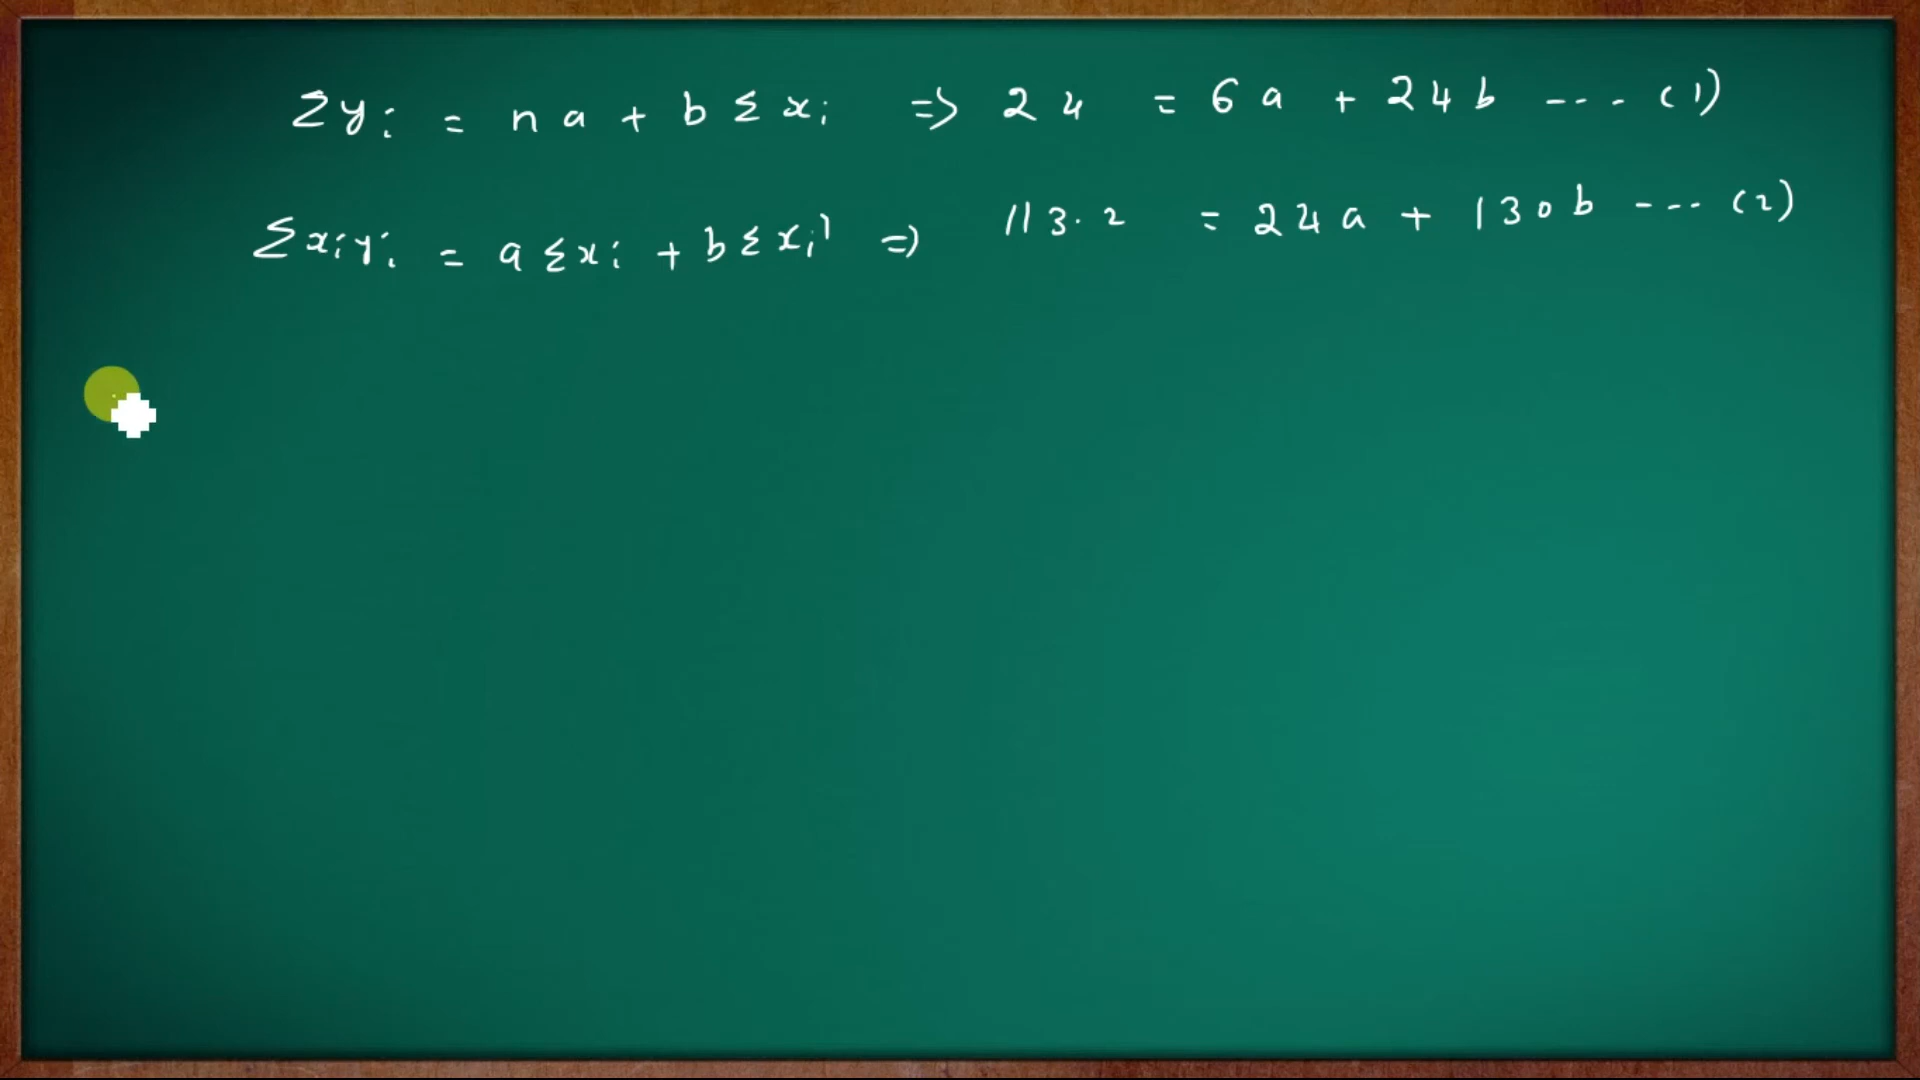 Σyᵢ = na + bΣxᵢ => 24 = 6a + 24b ---- (1)
Σxᵢyᵢ = aΣxᵢ + bΣxᵢ² => 113.2 = 24a + 130b --- (2)